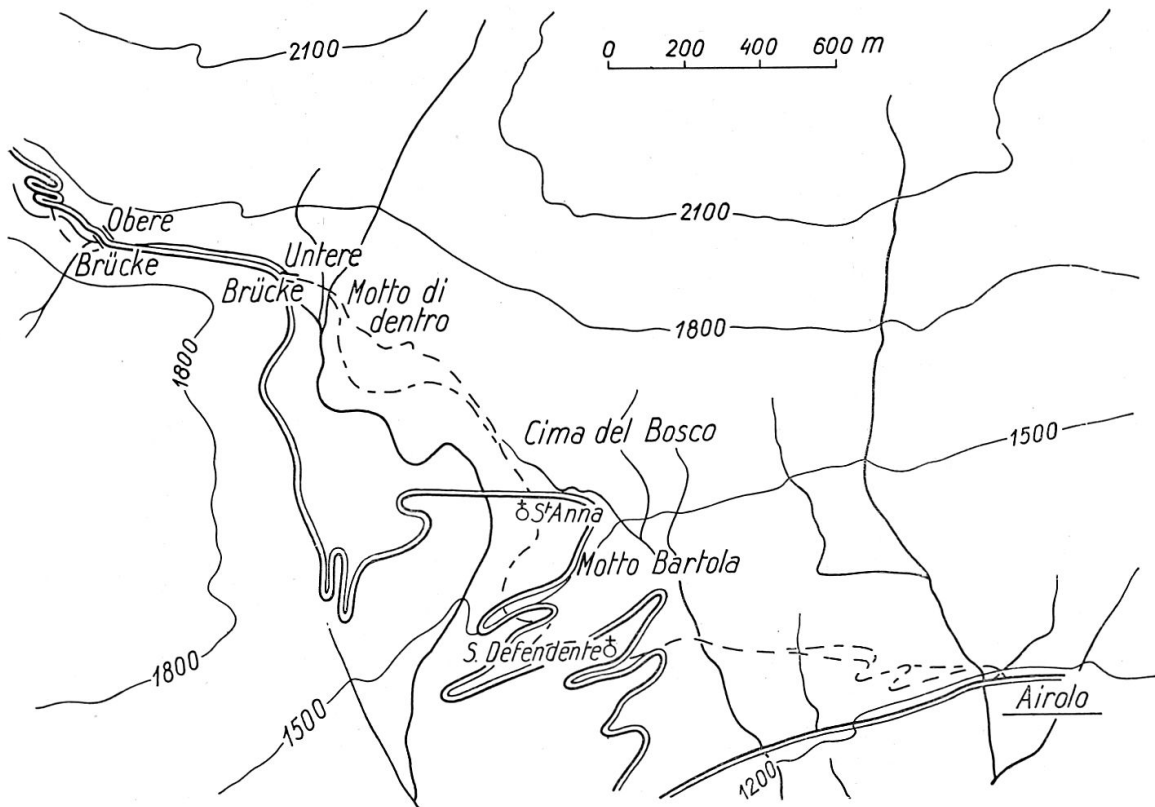 2100
0 200 400 600 m
2100
Obere
Brücke
Untere
Brücke
Motto di
dentro
1800
1800
Cima del Bosco
1500
St Anna
Motto Bartola
S. Defendente
1800
1500
Airolo
1200